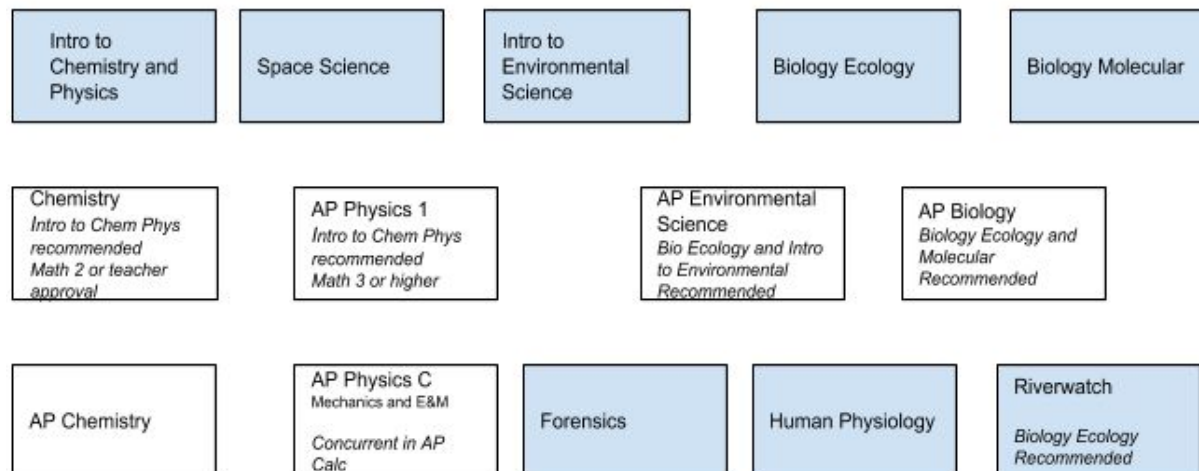 Intro to
Chemistry and
Physics
Space Science
Intro to
Environmental
Science
Biology Ecology
Biology Molecular
Chemistry
Intro to Chem Phys
recommended
Math 2 or teacher
approval
AP Physics 1
Intro to Chem Phys
recommended
Math 3 or higher
AP Environmental
Science
Bio Ecology and Intro
to Environmental
Recommended
AP Biology
Biology Ecology and
Molecular
Recommended
AP Chemistry
AP Physics C
Mechanics and E&M
Concurrent in AP
Calc
Forensics
Human Physiology
Riverwatch
Biology Ecology
Recommended